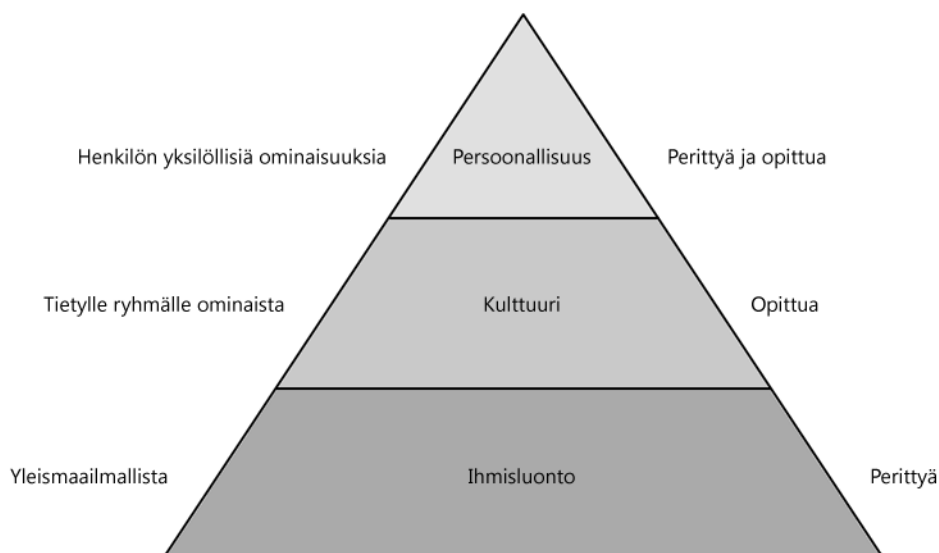 Henkilön yksilöllisiä ominaisuuksia Persoonallisuus Perittyä ja opittua
Tietylle ryhmälle ominaista Kulttuuri Opittua
Yleismaailmallista Ihmisluonto Perittyä